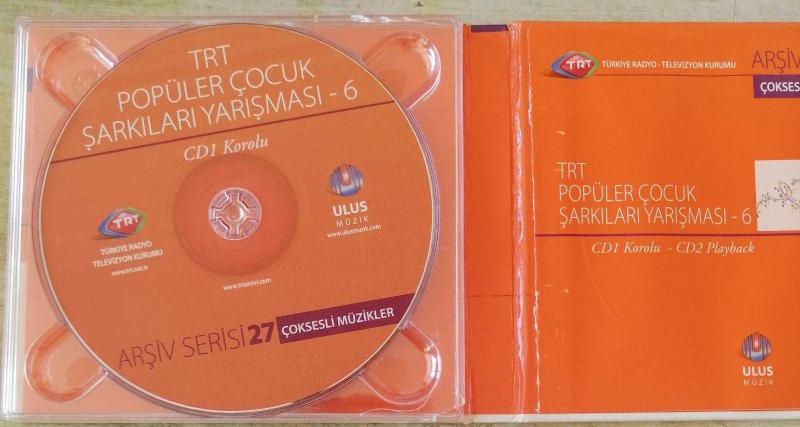 TRT
POPÜLER ÇOCUK
ŞARKILARI YARIŞMASI - 6
CD1 Korolu
TRT
TÜRKİYE RADYO
TELEVİZYON KURUMU
www.trt.net.tr
ULUS
MÜZİK
www.ulusmuzik.com
www.trtarsivi.com
ARŞİV SERİSİ 27 ÇOKSESLİ MÜZİKLER
TRT TÜRKİYE RADYO - TELEVİZYON KURUMU
ARŞİV
ÇOKSES
TRT
POPÜLER ÇOCUK
ŞARKILARI YARIŞMASI - 6
CD1 Korolu - CD2 Playback
ULUS
MÜZİK